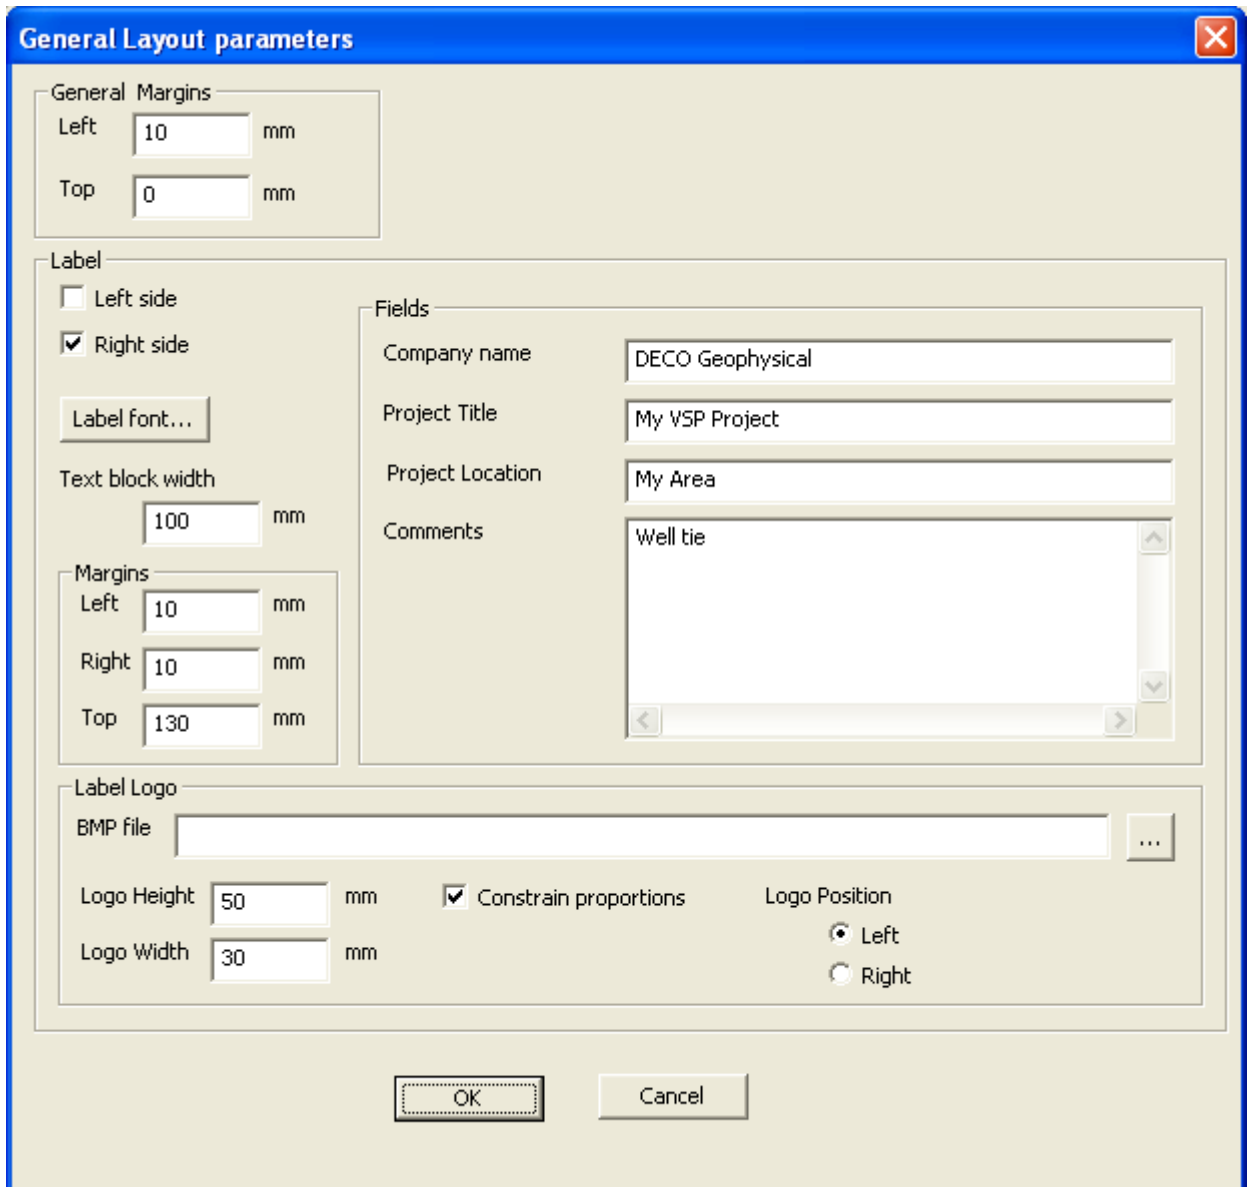 General Layout parameters
General Margins
Left 10 mm
Top 0 mm
Label
Left side
Right side
Label font...
Text block width
100 mm
Margins
Left 10 mm
Right 10 mm
Top 130 mm
Fields
Company name DECO Geophysical
Project Title My VSP Project
Project Location My Area
Comments Well tie
Label Logo
BMP file ...
Logo Height 50 mm Constrain proportions Logo Position
Left
Logo Width 30 mm
Right
OK Cancel